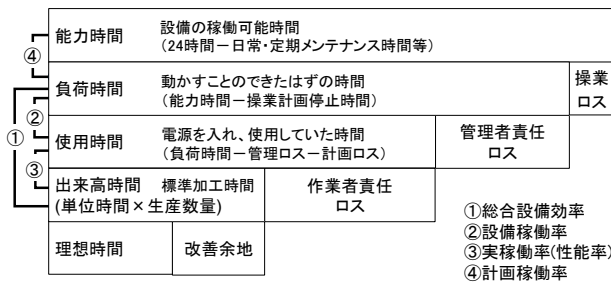 能力時間 設備の稼働可能時間
(24時間－日常・定期メンテナンス時間等)
④
負荷時間 動かすことのできたはずの時間
(能力時間－操業計画停止時間)
操業
ロス
①
②
使用時間 電源を入れ、使用していた時間
(負荷時間－管理ロス－計画ロス)
管理者責任
ロス
③
出来高時間 標準加工時間
(単位時間×生産数量)
作業者責任
ロス
理想時間 改善余地
①総合設備効率
②設備稼働率
③実稼働率(性能率)
④計画稼働率